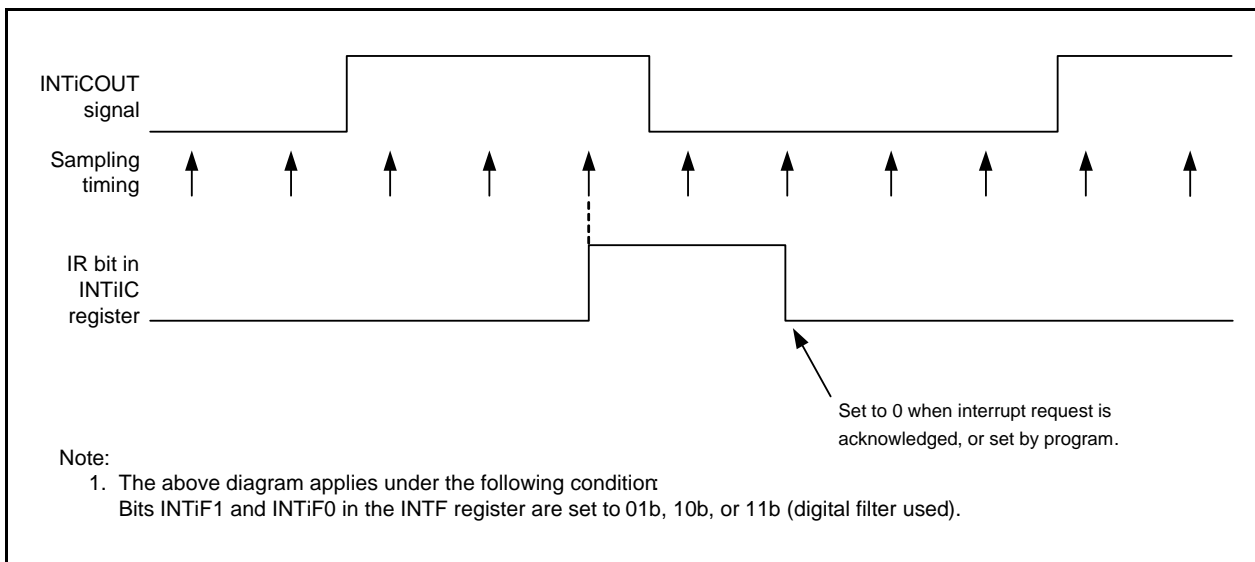 INTiCOUT
signal
Sampling
timing
IR bit in
INTiIC
register
Set to 0 when interrupt request is
acknowledged, or set by program.
Note:
1. The above diagram applies under the following condition:
Bits INTiF1 and INTiF0 in the INTF register are set to 01b, 10b, or 11b (digital filter used).